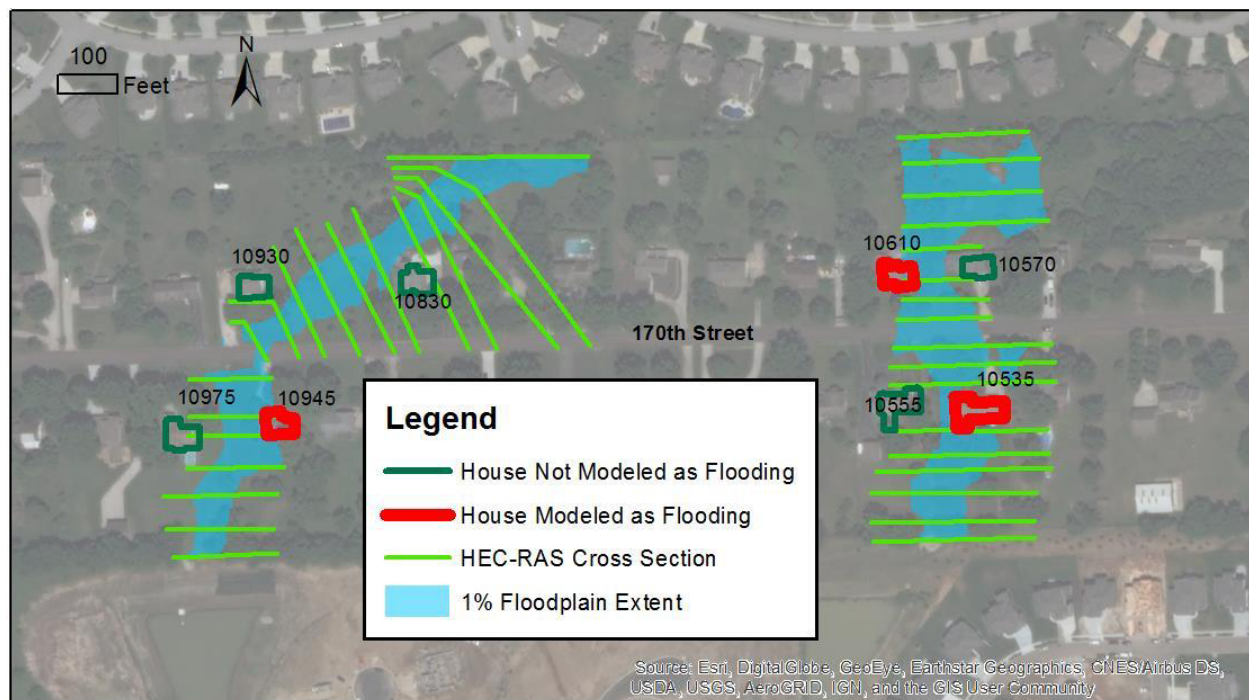 100
Feet
N
10930
10830
10610
10570
170th Street
10975
10945
10555
10535
Legend
House Not Modeled as Flooding
House Modeled as Flooding
HEC-RAS Cross Section
1% Floodplain Extent
Source: Esri, DigitalGlobe, GeoEye, Earthstar Geographics, CNES/Airbus DS,
USDA, USGS, AeroGRID, IGN, and the GIS User Community